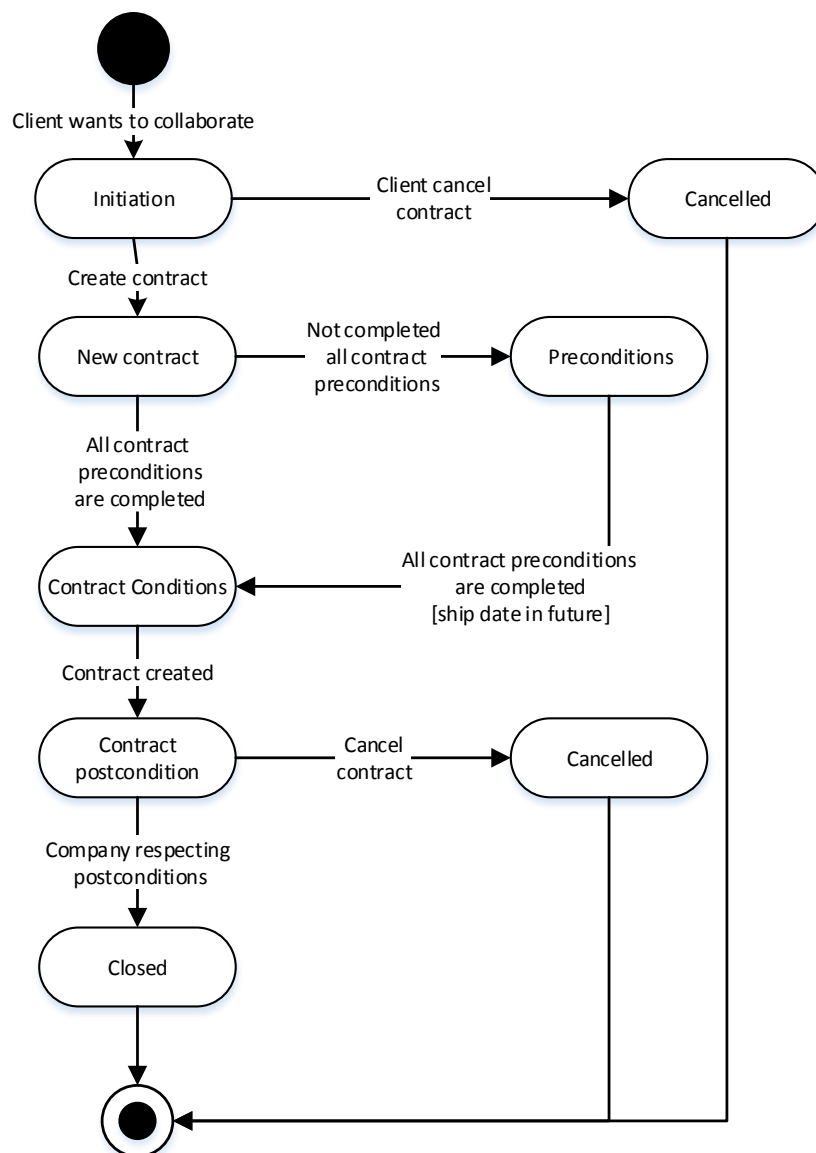 Client wants to collaborate
Initiation
Client cancel
contract
Cancelled
Create contract
New contract
Not completed
all contract
preconditions
Preconditions
All contract
preconditions
are completed
Contract Conditions
All contract preconditions
are completed
[ship date in future]
Contract created
Contract
postcondition
Cancel
contract
Cancelled
Company respecting
postconditions
Closed